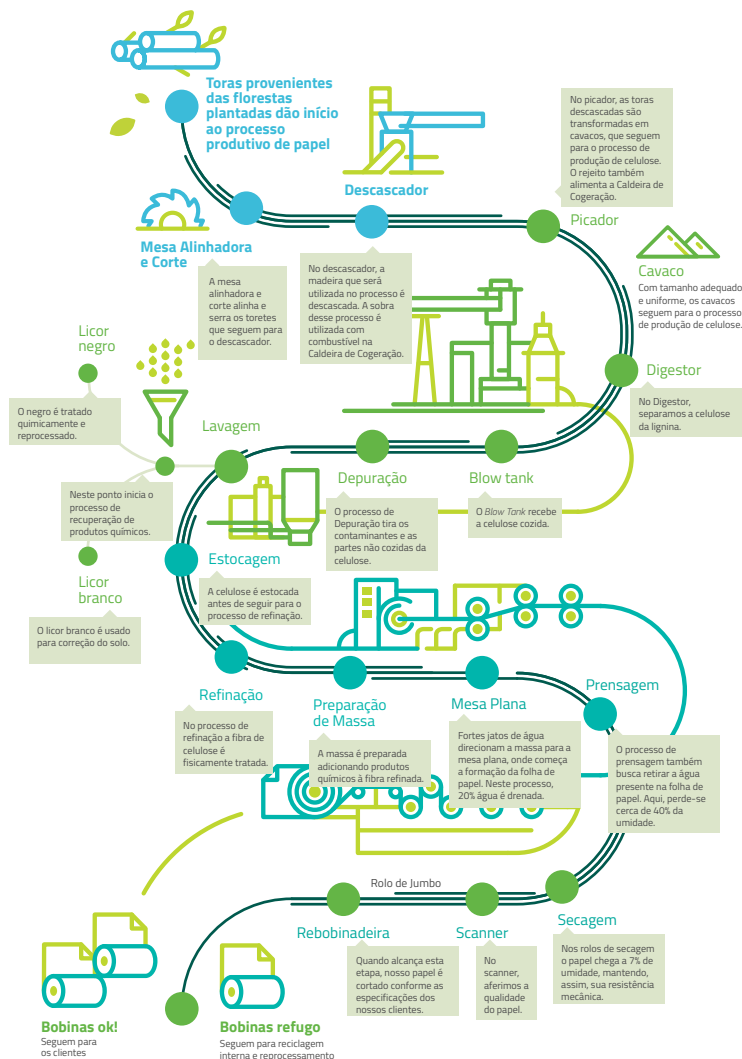 Toras provenientes
das florestas
plantadas dão início
ao processo
produtivo de papel
Mesa Alinhadora
e Corte
A mesa
alinhadora e
corte alinha e
serra os toretes
que seguem para
o descascador.
Descascador
No descascador, a
madeira que será
utilizada no processo é
descascada. A sobra
desse processo é
utilizada com
combustível na
Caldeira de Cogeração.
No picador, as toras
descascadas são
transformadas em
cavacos, que seguem
para o processo de
produção de celulose.
O rejeito também
alimenta a Caldeira de
Cogeração.
Picador
Cavaco
Com tamanho adequado
e uniforme, os cavacos
seguem para o processo
de produção de celulose.
Digestor
No Digestor,
separamos a celulose
da lignina.
Blow tank
O Blow Tank recebe
a celulose cozida.
Depuração
O processo de
Depuração tira os
contaminantes e as
partes não cozidas da
celulose.
Lavagem
Licor
negro
O negro é tratado
quimicamente e
reprocessado.
Neste ponto inicia o
processo de
recuperação de
produtos químicos.
Licor
branco
O licor branco é usado
para correção do solo.
Estocagem
A celulose é estocada
antes de seguir para o
processo de refinação.
Refinação
No processo de
refinação a fibra de
celulose é
fisicamente tratada.
Preparação
de Massa
A massa é preparada
adicionando produtos
químicos à fibra refinada.
Mesa Plana
Fortes jatos de água
direcionam a massa para a
mesa plana, onde começa
a formação da folha de
papel. Neste processo,
20% água é drenada.
Prensagem
O processo de
prensagem também
busca retirar a água
presente na folha de
papel. Aqui, perde-se
cerca de 40% da
umidade.
Secagem
Nos rolos de secagem
o papel chega a 7% de
umidade, mantendo,
assim, sua resistência
mecânica.
Scanner
No
scanner,
aferimos a
qualidade
do papel.
Rolo de Jumbo
Rebobinadeira
Quando alcança esta
etapa, nosso papel é
cortado conforme as
especificações dos
nossos clientes.
Bobinas ok!
Seguem para
os clientes
Bobinas refugo
Seguem para reciclagem
interna e reprocessamento